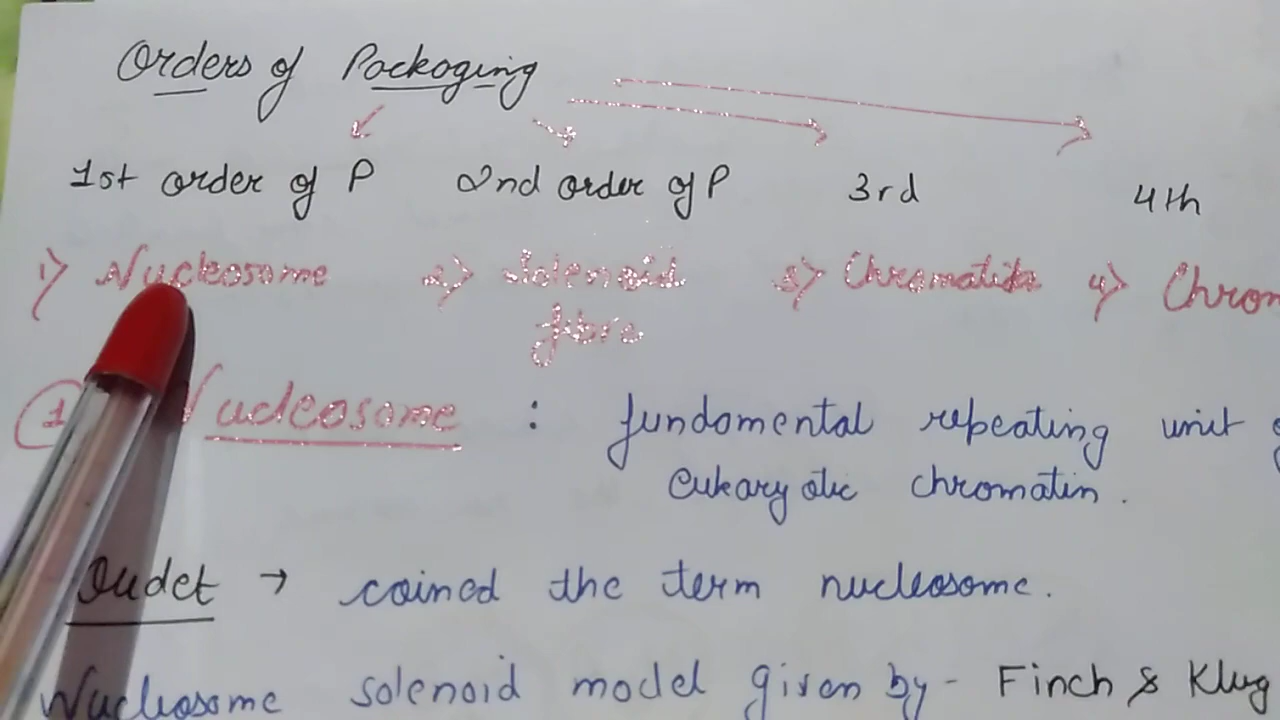 Orders of Packaging
1st order of P 2nd order of P 3rd 4th
1) Nucleosome 2) Solenoid fibre 3) Chromatin 4) Chrom
1 Nucleosome : fundamental repeating unit
eukaryotic chromatin.
Oudet → coined the term nucleosome.
Nucleosome solenoid model given by - Finch & Klug